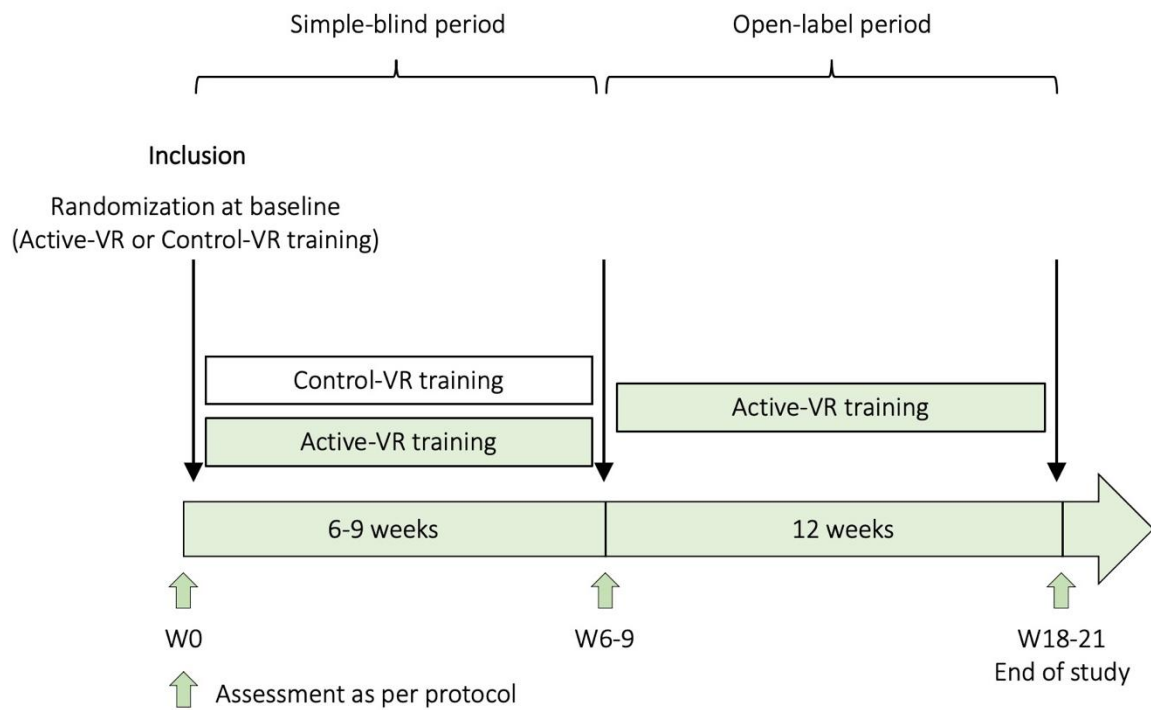 Simple-blind period
Open-label period
Inclusion
Randomization at baseline
(Active-VR or Control-VR training)
Control-VR training
Active-VR training
Active-VR training
6-9 weeks
12 weeks
W0
W6-9
W18-21
End of study
Assessment as per protocol